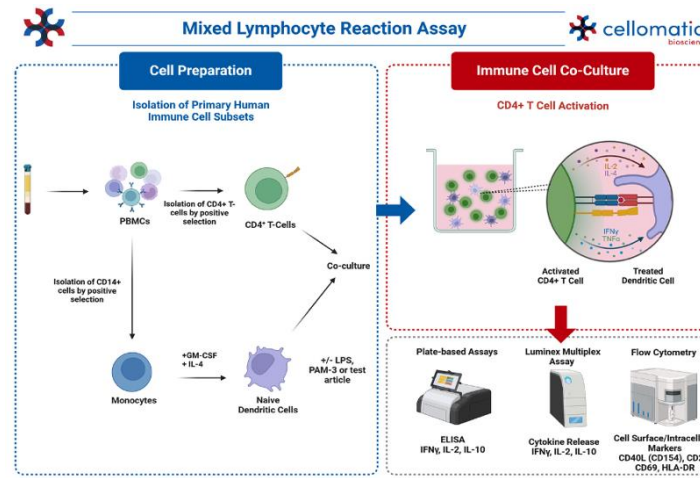 Mixed Lymphocyte Reaction Assay
cellomatics
bioscience
Cell Preparation
Isolation of Primary Human
Immune Cell Subsets
PBMCs
Isolation of CD4+ T-
cells by positive
selection
CD4+ T-Cells
Co-culture
Isolation of CD14+
cells by positive
selection
Monocytes
+GM-CSF
+ IL-4
Naive
Dendritic Cells
+/- LPS,
PAM-3 or test
article
Immune Cell Co-Culture
CD4+ T Cell Activation
IL-2
IL-4
IFNγ
TNFα
Activated
CD4+ T Cell
Treated
Dendritic Cell
Plate-based Assays
ELISA
IFNγ, IL-2, IL-10
Luminex Multiplex
Assay
Cytokine Release
IFNγ, IL-2, IL-10
Flow Cytometry
Cell Surface/Intracell
Markers
CD40L (CD154),
CD69, HLA-DR